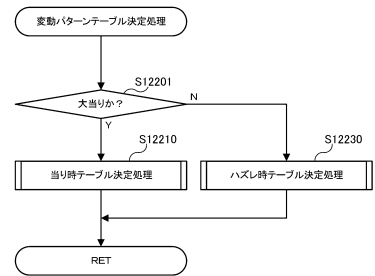 変動パターンテーブル決定処理
S12201
大当りか？
N
Y
S12210
S12230
当り時テーブル決定処理
ハズレ時テーブル決定処理
RET